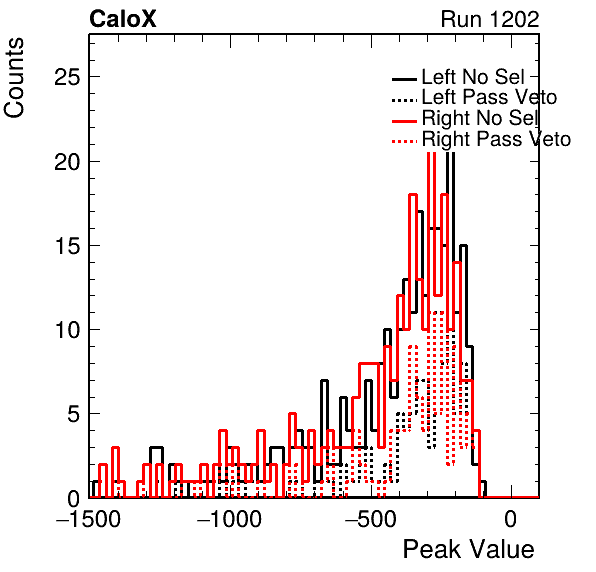 CaloX Run 1202
Counts
25
20
15
10
5
0
Left No Sel
Left Pass Veto
Right No Sel
Right Pass Veto
−1500 −1000 −500 0
Peak Value